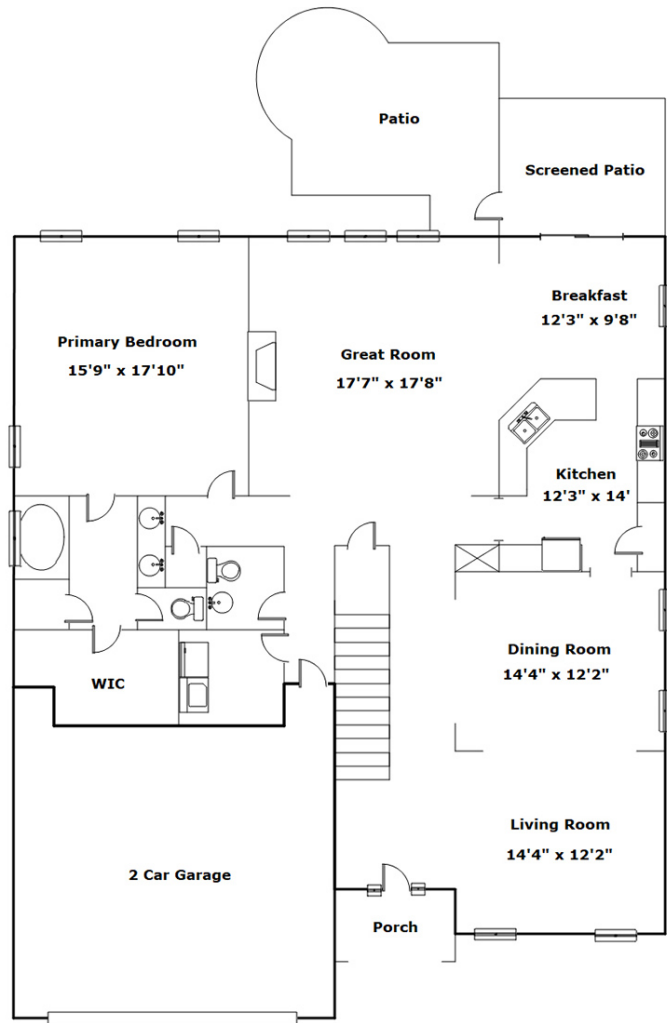 Patio
Screened Patio
Breakfast
12'3" x 9'8"
Primary Bedroom
15'9" x 17'10"
Great Room
17'7" x 17'8"
Kitchen
12'3" x 14'
Dining Room
14'4" x 12'2"
WIC
Living Room
14'4" x 12'2"
2 Car Garage
Porch